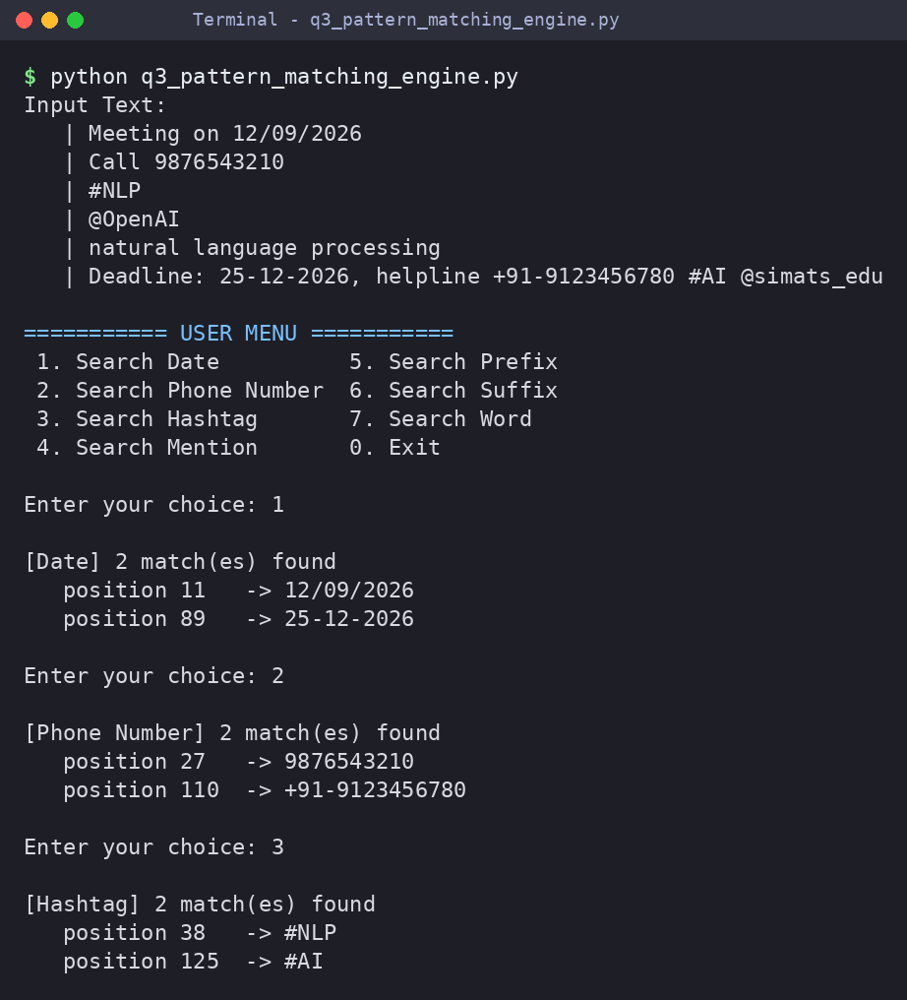 Terminal - q3_pattern_matching_engine.py
$ python q3_pattern_matching_engine.py
Input Text:
   | Meeting on 12/09/2026
   | Call 9876543210
   | #NLP
   | @OpenAI
   | natural language processing
   | Deadline: 25-12-2026, helpline +91-9123456780 #AI @simats_edu

=========== USER MENU ===========
 1. Search Date          5. Search Prefix
 2. Search Phone Number  6. Search Suffix
 3. Search Hashtag       7. Search Word
 4. Search Mention       0. Exit

Enter your choice: 1

[Date] 2 match(es) found
   position 11   -> 12/09/2026
   position 89   -> 25-12-2026

Enter your choice: 2

[Phone Number] 2 match(es) found
   position 27   -> 9876543210
   position 110  -> +91-9123456780

Enter your choice: 3

[Hashtag] 2 match(es) found
   position 38   -> #NLP
   position 125  -> #AI